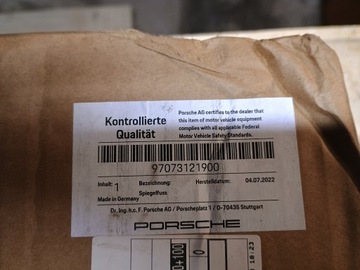 Kontrollierte
Qualität
Porsche AG certifies to the dealer that
this item of motor vehicle equipment
complies with all applicable Federal
Motor Vehicle Safety Standards.
97073121900
Inhalt: 1 Bezeichnung: Herstelldatum: 04.07.2022
Spiegelfuss
Made in Germany
Dr. Ing. h.c. F. Porsche AG / Porscheplatz 1 / D-70435 Stuttgart
PORSCHE